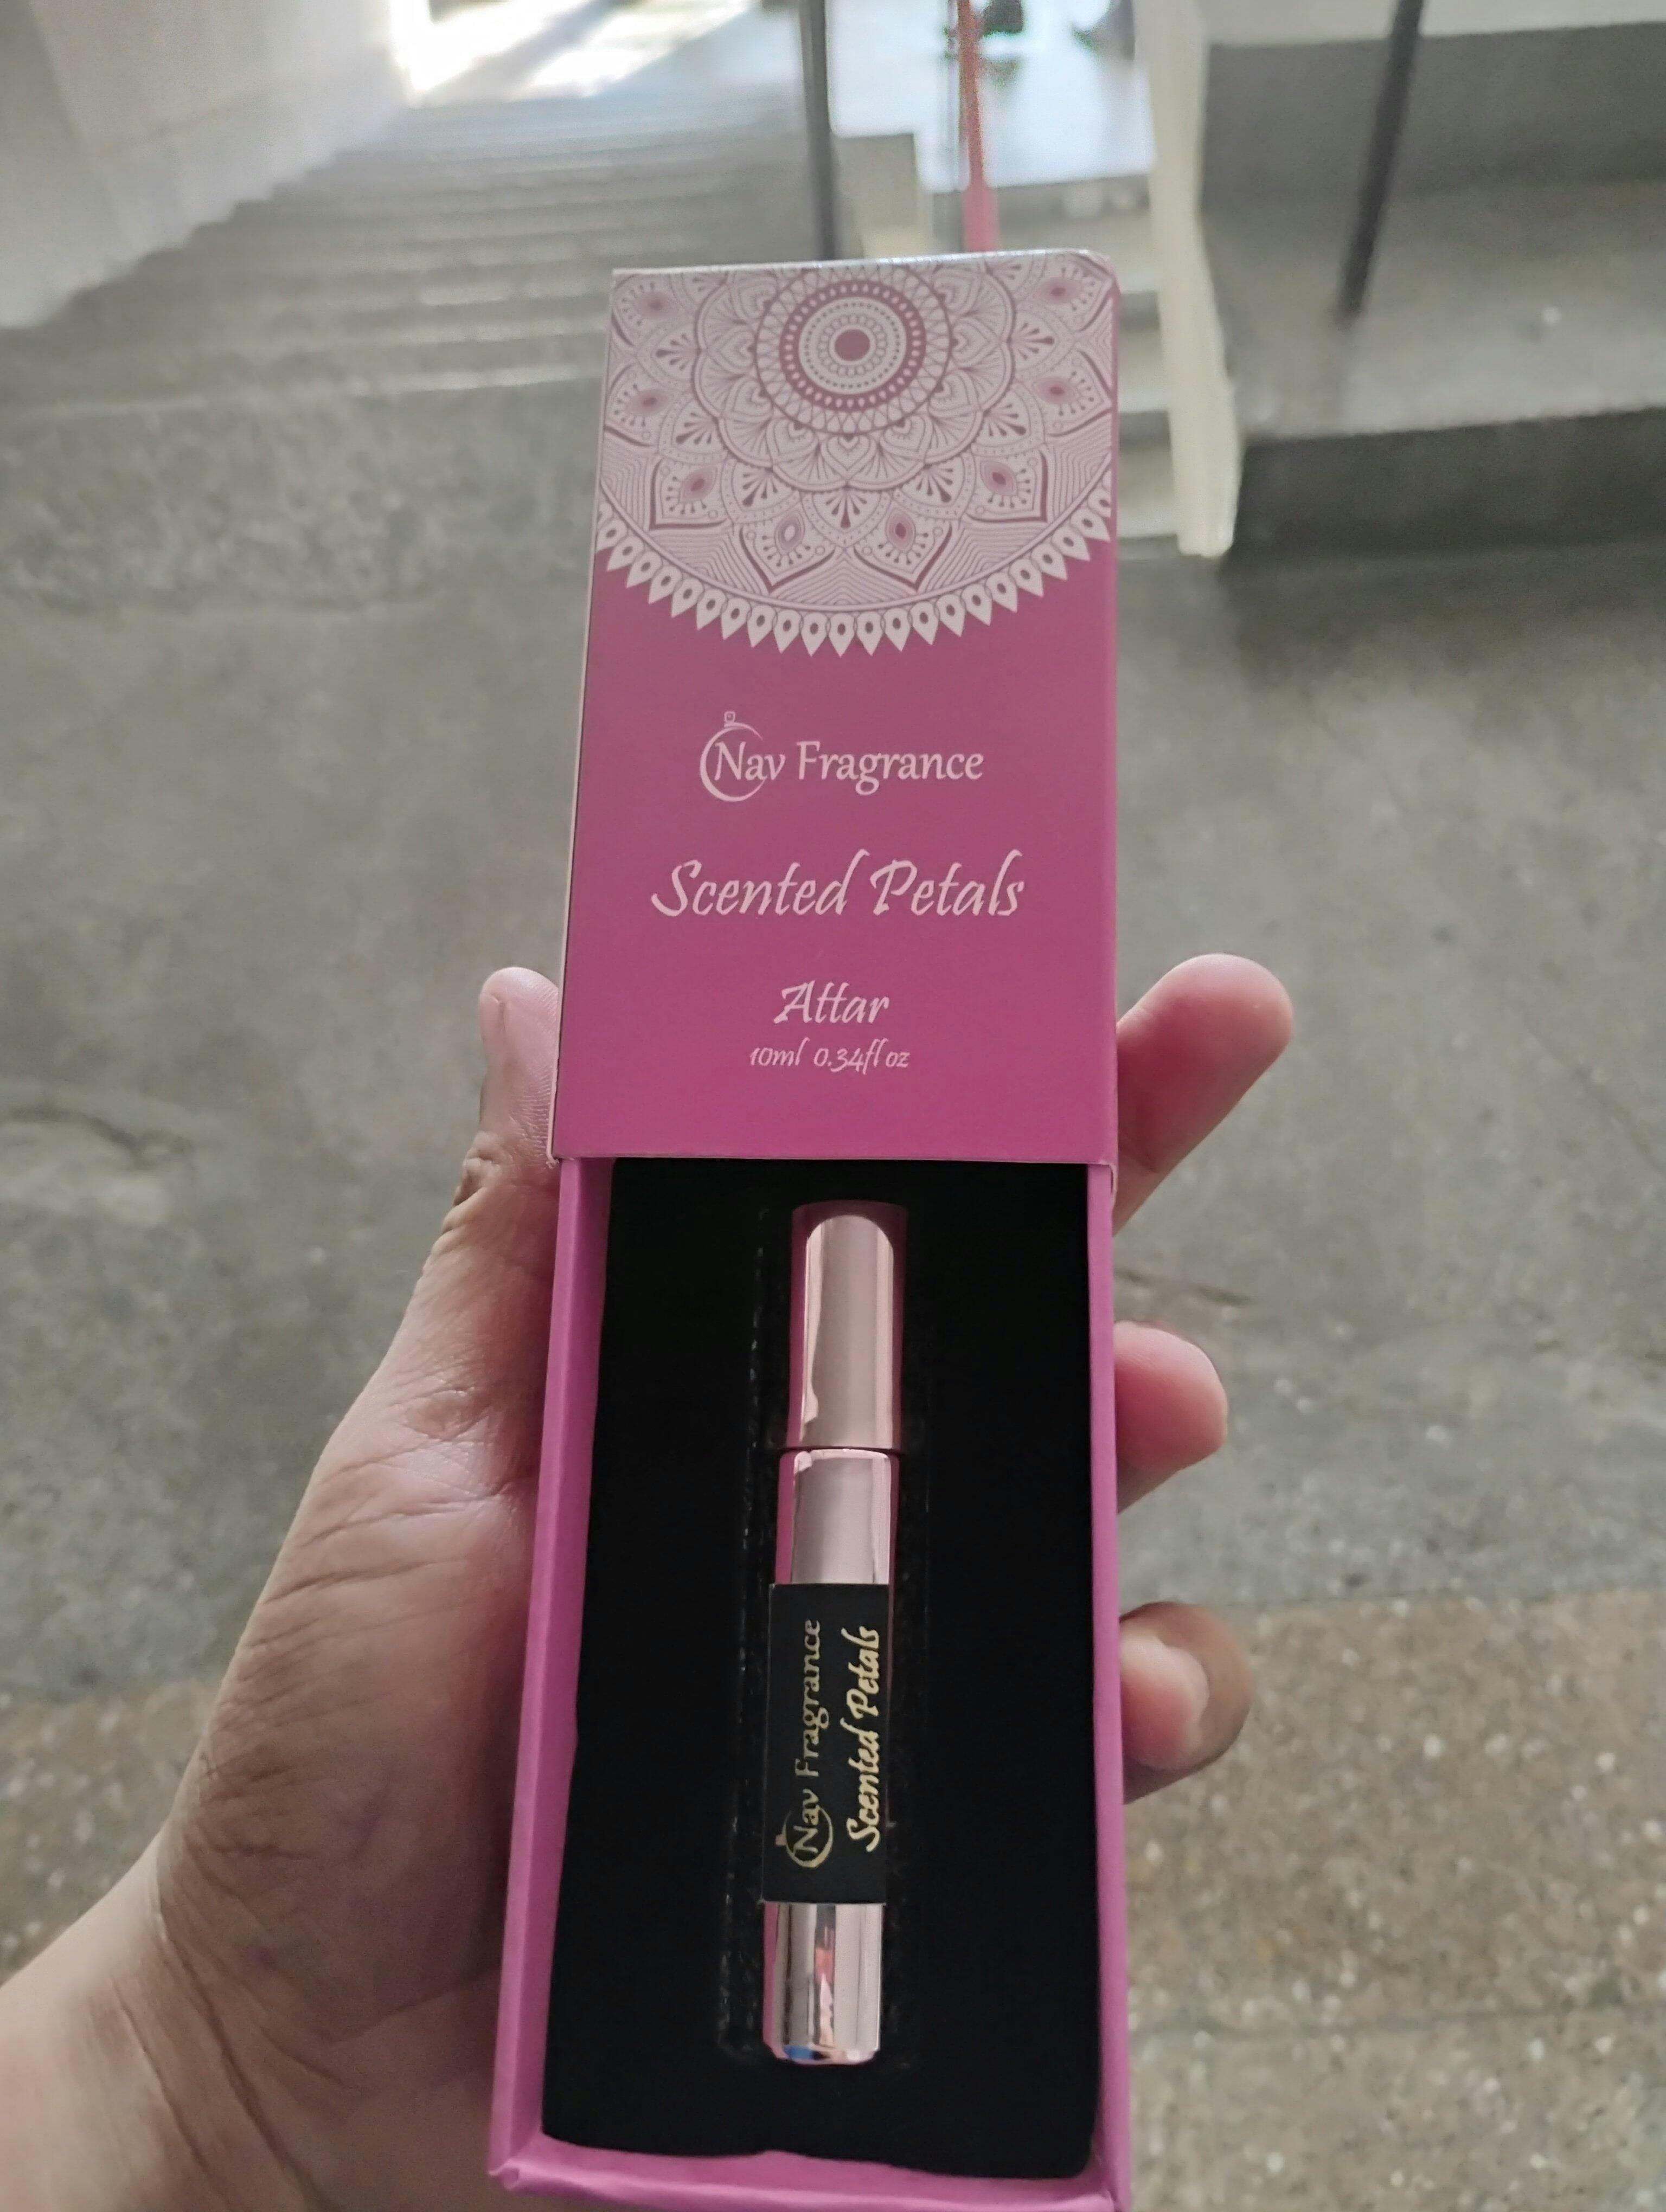 Nav Fragrance
Scented Petals
Attar
10ml 0.34fl oz
Nav Fragrance
Scented Petals